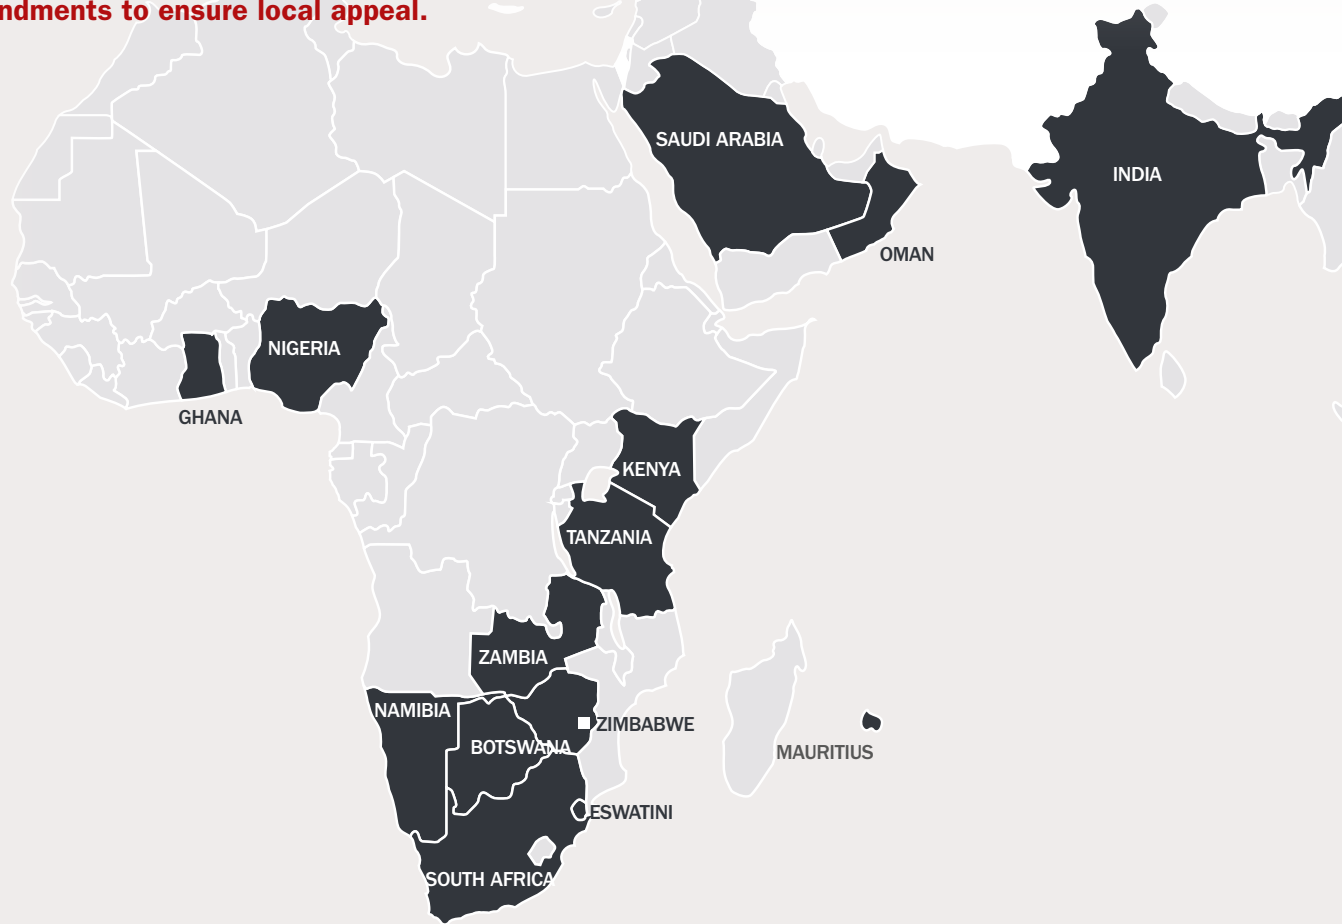 ndments to ensure local appeal.
SAUDI ARABIA
INDIA
OMAN
NIGERIA
GHANA
KENYA
TANZANIA
ZAMBIA
NAMIBIA
ZIMBABWE
BOTSWANA
MAURITIUS
ESWATINI
SOUTH AFRICA